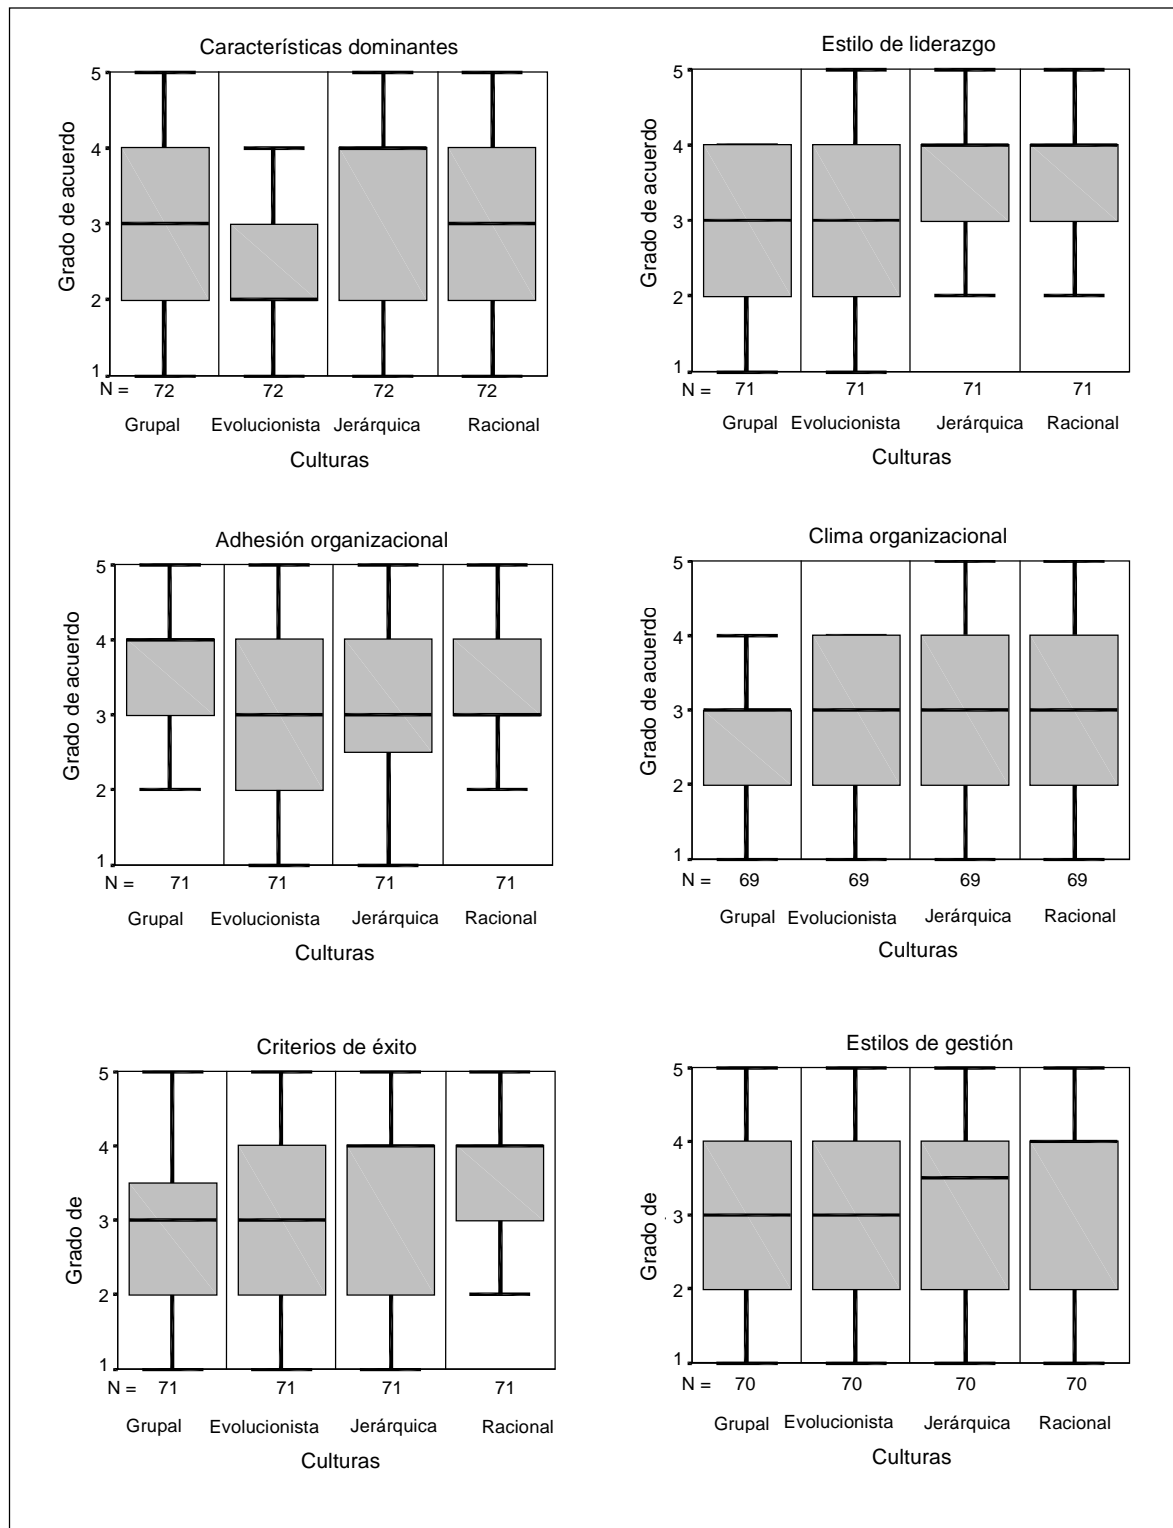 Características dominantes
Grado de acuerdo
5
4
3
2
1
N = 72 72 72 72
Grupal Evolucionista Jerárquica Racional
Culturas
Estilo de liderazgo
Grado de acuerdo
5
4
3
2
1
N = 71 71 71 71
Grupal Evolucionista Jerárquica Racional
Culturas
Adhesión organizacional
Grado de acuerdo
5
4
3
2
1
N = 71 71 71 71
Grupal Evolucionista Jerárquica Racional
Culturas
Clima organizacional
Grado de acuerdo
5
4
3
2
1
N = 69 69 69 69
Grupal Evolucionista Jerárquica Racional
Culturas
Criterios de éxito
Grado de
5
4
3
2
1
N = 71 71 71 71
Grupal Evolucionista Jerárquica Racional
Culturas
Estilos de gestión
Grado de
5
4
3
2
1
N = 70 70 70 70
Grupal Evolucionista Jerárquica Racional
Culturas